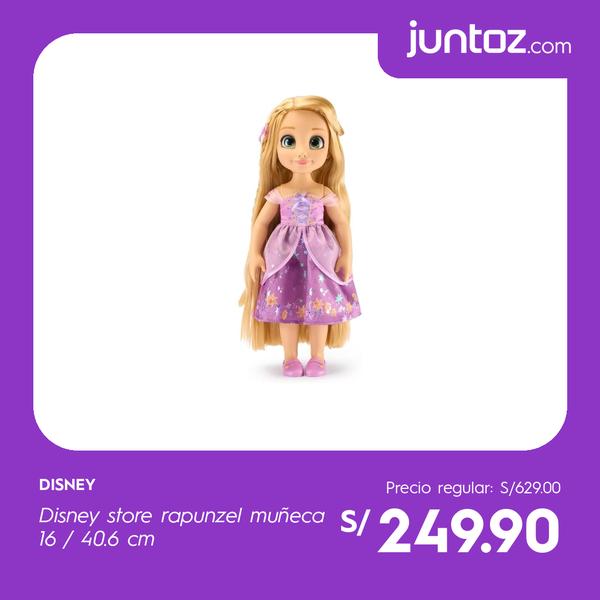 juntoz.com
DISNEY
Disney store rapunzel muñeca
16 / 40.6 cm
Precio regular: S/629.00
S/ 249.90